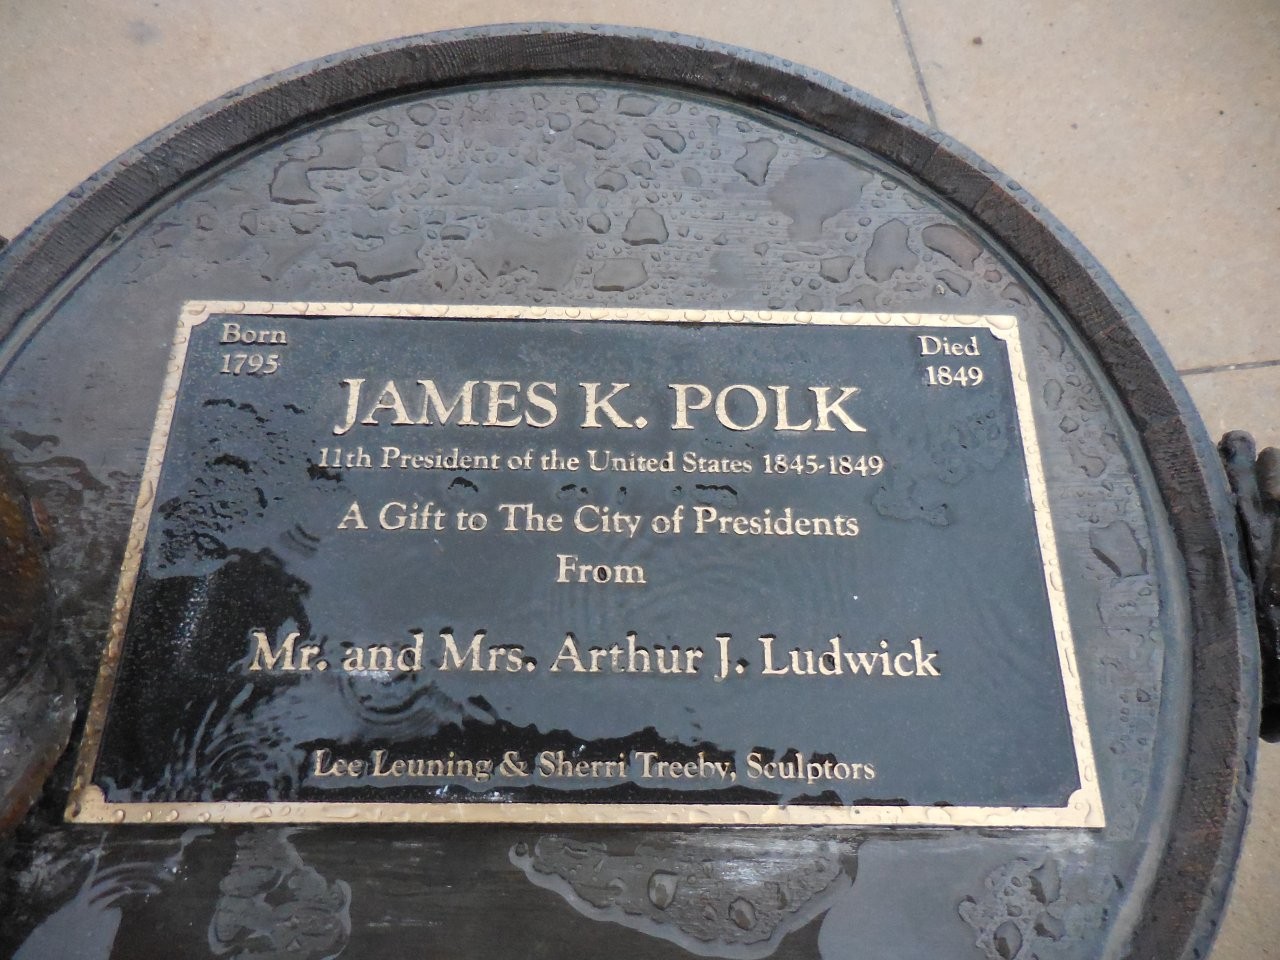 Born
1795
Died
1849
JAMES K. POLK
11th President of the United States 1845-1849
A Gift to The City of Presidents
From
Mr. and Mrs. Arthur J. Ludwick
Lee Leuning & Sherri Treeby, Sculptors